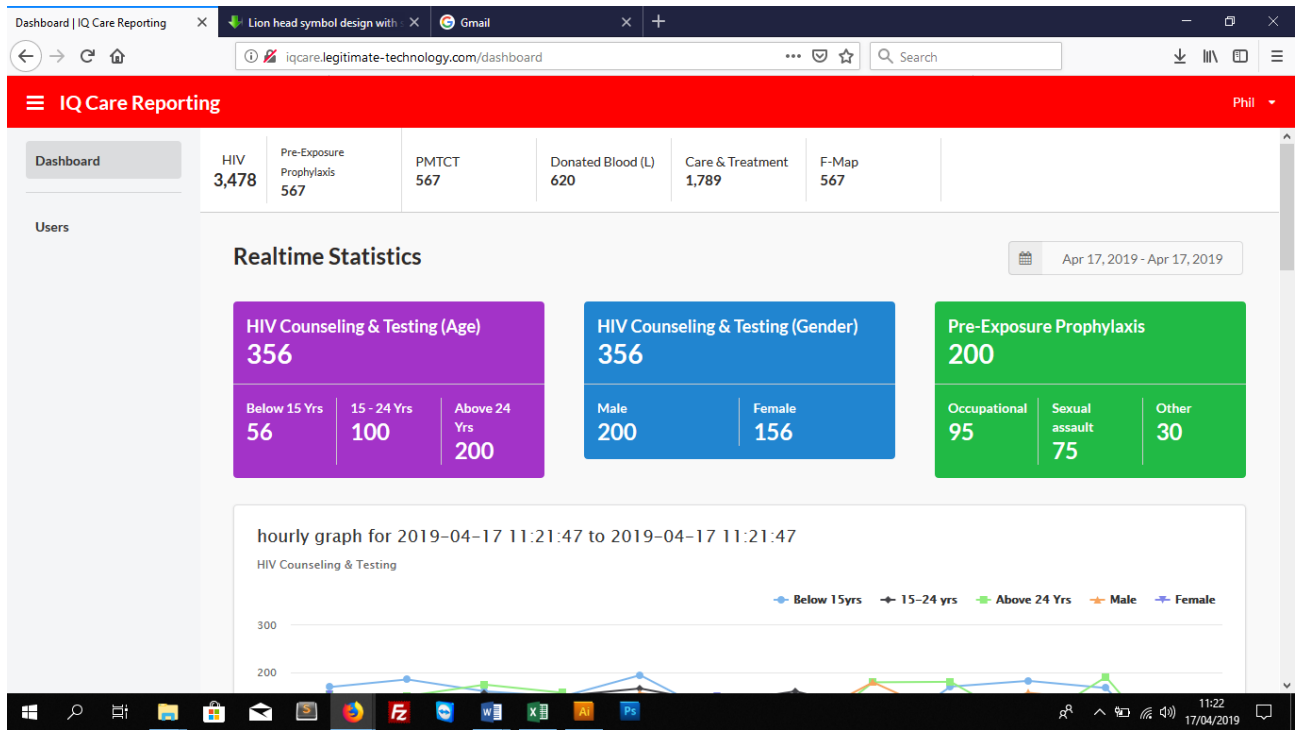 Dashboard | IQ Care Reporting
Lion head symbol design with s
Gmail
iqcare.legitimate-technology.com/dashboard
Search
IQ Care Reporting
Phil
Dashboard
Users
HIV
3,478
Pre-Exposure
Prophylaxis
567
PMTCT
567
Donated Blood (L)
620
Care & Treatment
1,789
F-Map
567
Realtime Statistics
Apr 17, 2019 - Apr 17, 2019
HIV Counseling & Testing (Age)
356
Below 15 Yrs
56
15 - 24 Yrs
100
Above 24
Yrs
200
HIV Counseling & Testing (Gender)
356
Male
200
Female
156
Pre-Exposure Prophylaxis
200
Occupational
95
Sexual
assault
75
Other
30
hourly graph for 2019-04-17 11:21:47 to 2019-04-17 11:21:47
HIV Counseling & Testing
Below 15yrs 15-24 yrs Above 24 Yrs Male Female
300
200
S Fz W X Ai Ps
11:22
17/04/2019